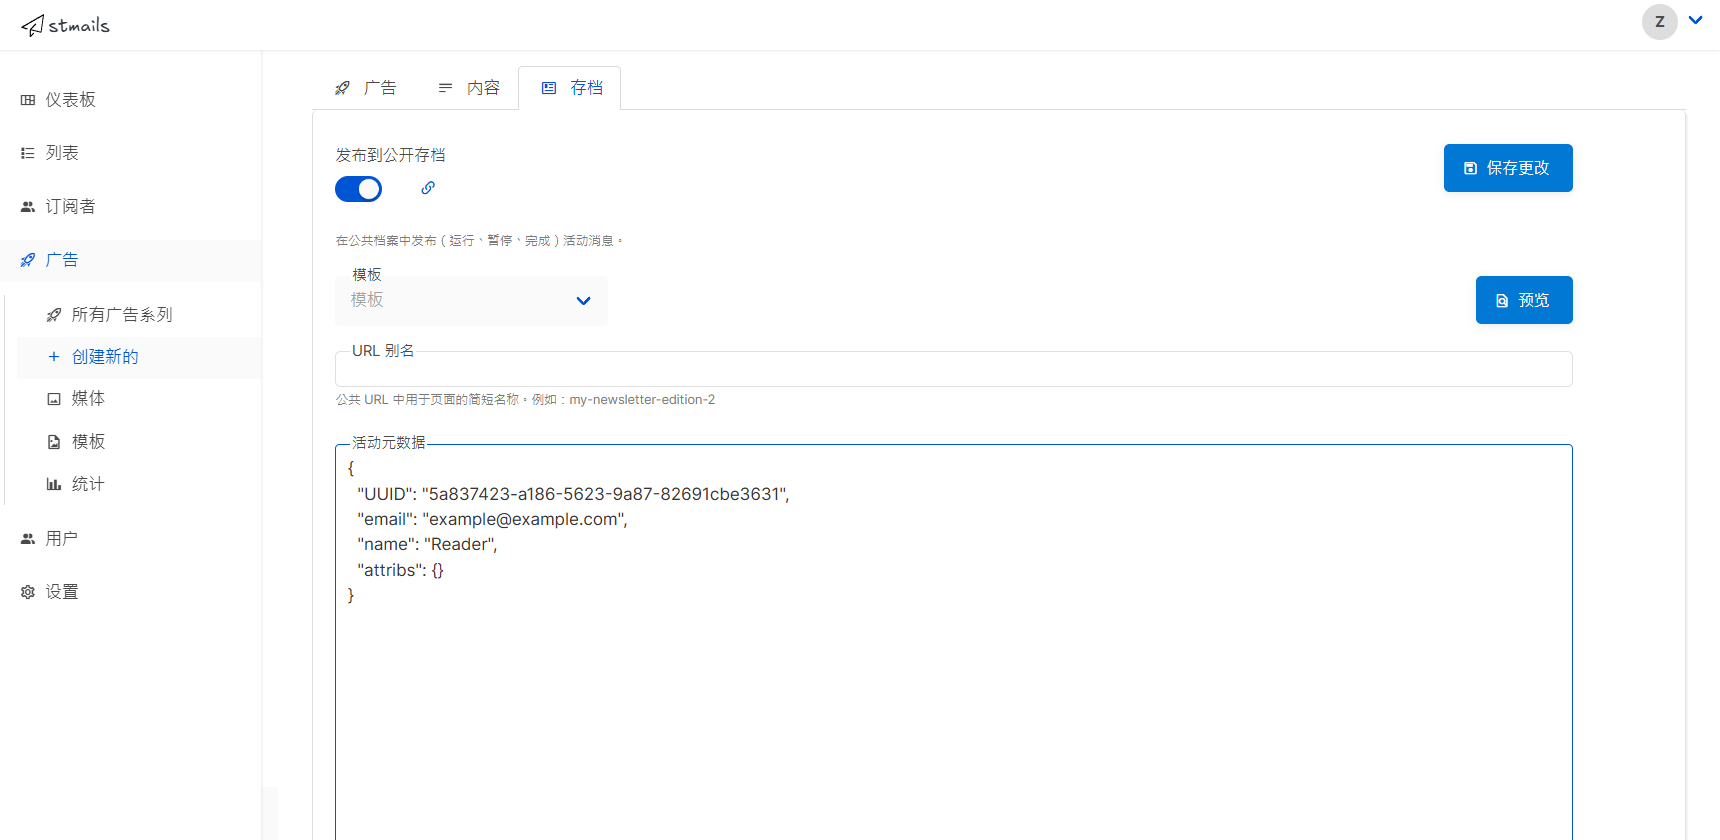 stmails
Z
仪表板
列表
订阅者
广告
所有广告系列
创建新的
媒体
模板
统计
用户
设置
广告
内容
存档
发布到公开存档
保存更改
在公共档案中发布（运行、暂停、完成）活动消息。
模板
模板
预览
URL 别名
公共 URL 中用于页面的简短名称。例如：my-newsletter-edition-2
活动元数据
{
"UUID": "5a837423-a186-5623-9a87-82691cbe3631",
"email": "example@example.com",
"name": "Reader",
"attribs": {}
}